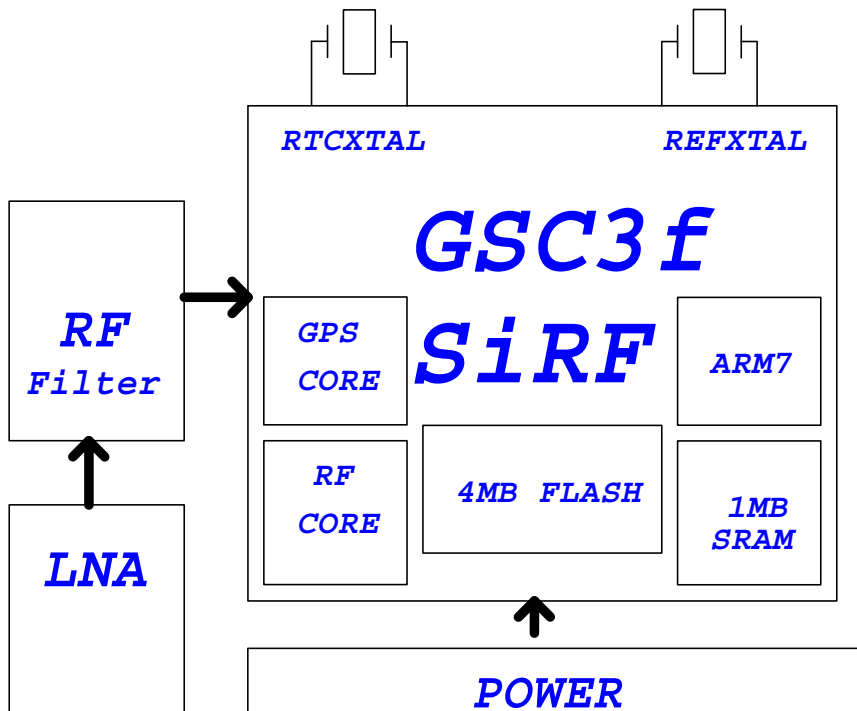 RTCXTAL
REFXTAL
GSC3f
SiRF
RF
Filter
GPS
CORE
ARM7
RF
CORE
4MB FLASH
1MB
SRAM
LNA
POWER